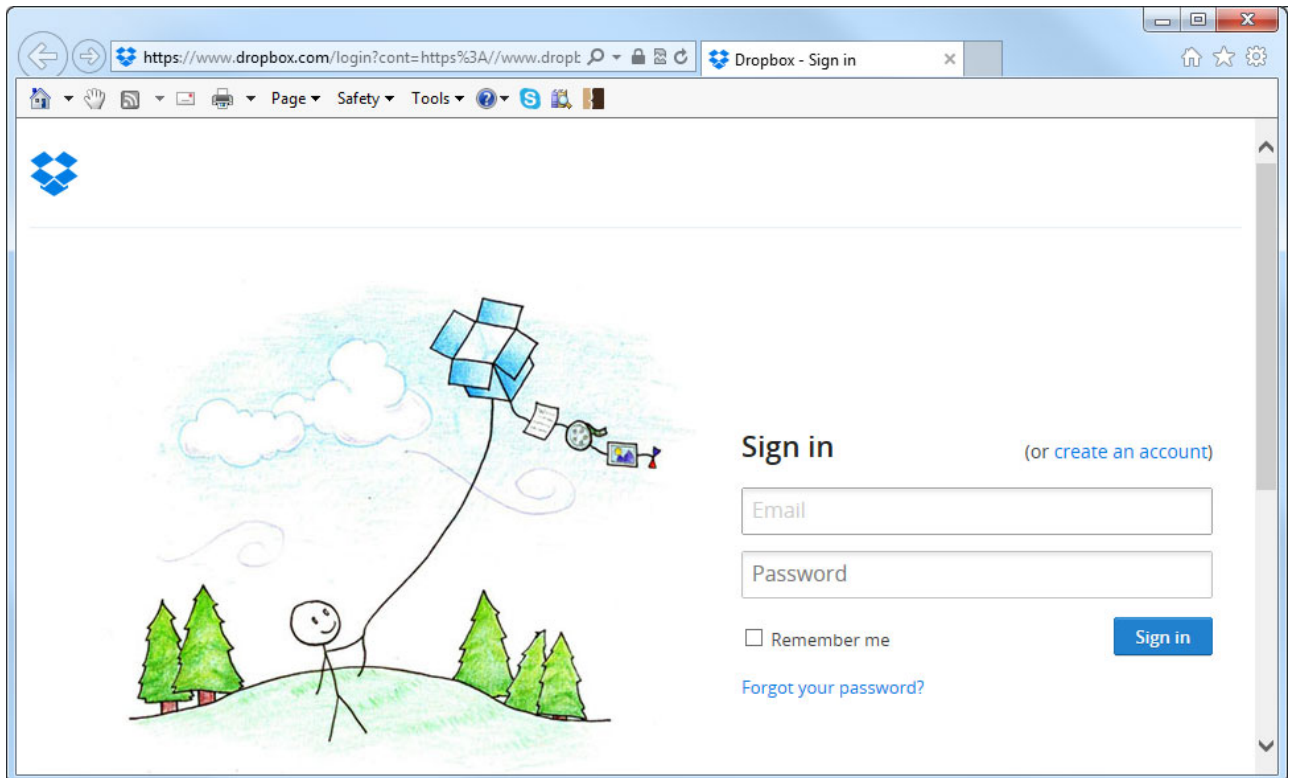 https://www.dropbox.com/login?cont=https%3A//www.dropb
Dropbox - Sign in
Page
Safety
Tools
Sign in
(or create an account)
Email
Password
Remember me
Sign in
Forgot your password?